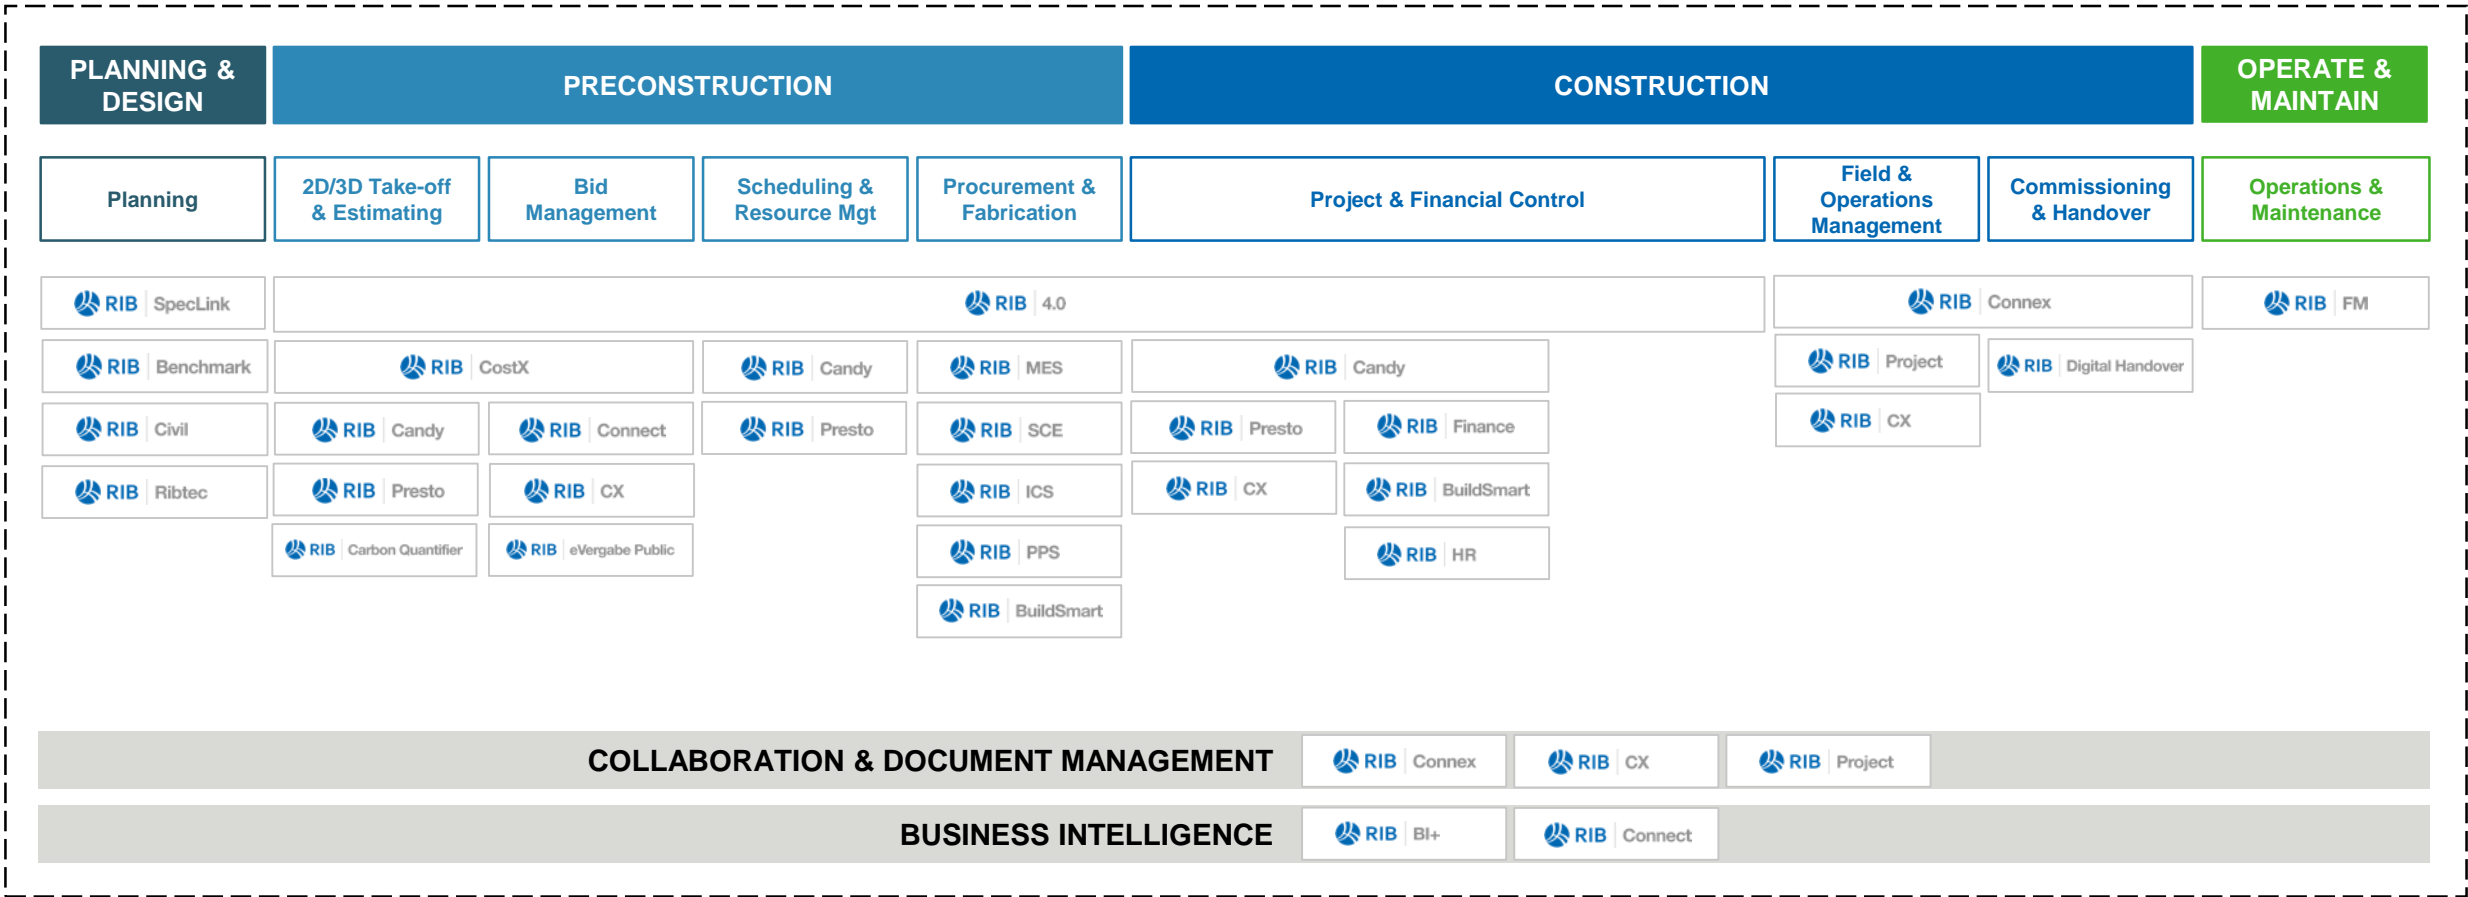 PLANNING &
DESIGN
PRECONSTRUCTION
CONSTRUCTION
OPERATE &
MAINTAIN
Planning
2D/3D Take-off
& Estimating
Bid
Management
Scheduling &
Resource Mgt
Procurement &
Fabrication
Project & Financial Control
Field &
Operations
Management
Commissioning
& Handover
Operations &
Maintenance
RIB SpecLink
RIB 4.0
RIB Connex
RIB FM
RIB Benchmark
RIB CostX
RIB Candy
RIB MES
RIB Candy
RIB Project
RIB Digital Handover
RIB Civil
RIB Candy
RIB Connect
RIB Presto
RIB SCE
RIB Presto
RIB Finance
RIB CX
RIB Ribtec
RIB Presto
RIB CX
RIB ICS
RIB CX
RIB BuildSmart
RIB Carbon Quantifier
RIB eVergabe Public
RIB PPS
RIB HR
RIB BuildSmart
COLLABORATION & DOCUMENT MANAGEMENT
RIB Connex
RIB CX
RIB Project
BUSINESS INTELLIGENCE
RIB BI+
RIB Connect